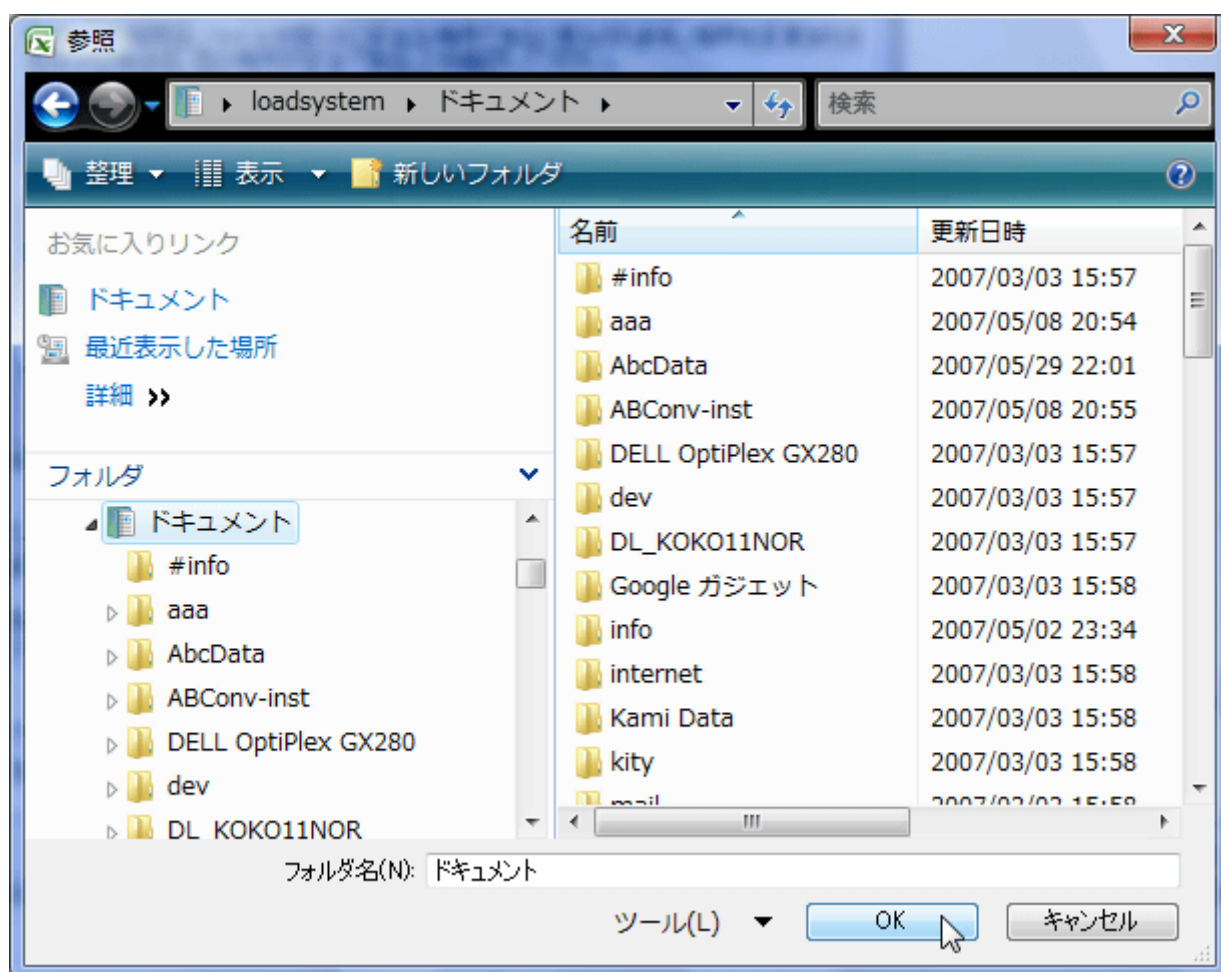 参照
loadsystem ドキュメント 検索
整理 表示 新しいフォルダ
お気に入りリンク
ドキュメント
最近表示した場所
詳細 >>
フォルダ
ドキュメント
#info
aaa
AbcData
ABConv-inst
DELL OptiPlex GX280
dev
DL_KOKO11NOR
名前 更新日時
#info 2007/03/03 15:57
aaa 2007/05/08 20:54
AbcData 2007/05/29 22:01
ABConv-inst 2007/05/08 20:55
DELL OptiPlex GX280 2007/03/03 15:57
dev 2007/03/03 15:57
DL_KOKO11NOR 2007/03/03 15:57
Google ガジェット 2007/03/03 15:58
info 2007/05/02 23:34
internet 2007/03/03 15:58
Kami Data 2007/03/03 15:58
kity 2007/03/03 15:58
mail 2007/03/03 15:58
フォルダ名(N): ドキュメント
ツール(L) OK キャンセル